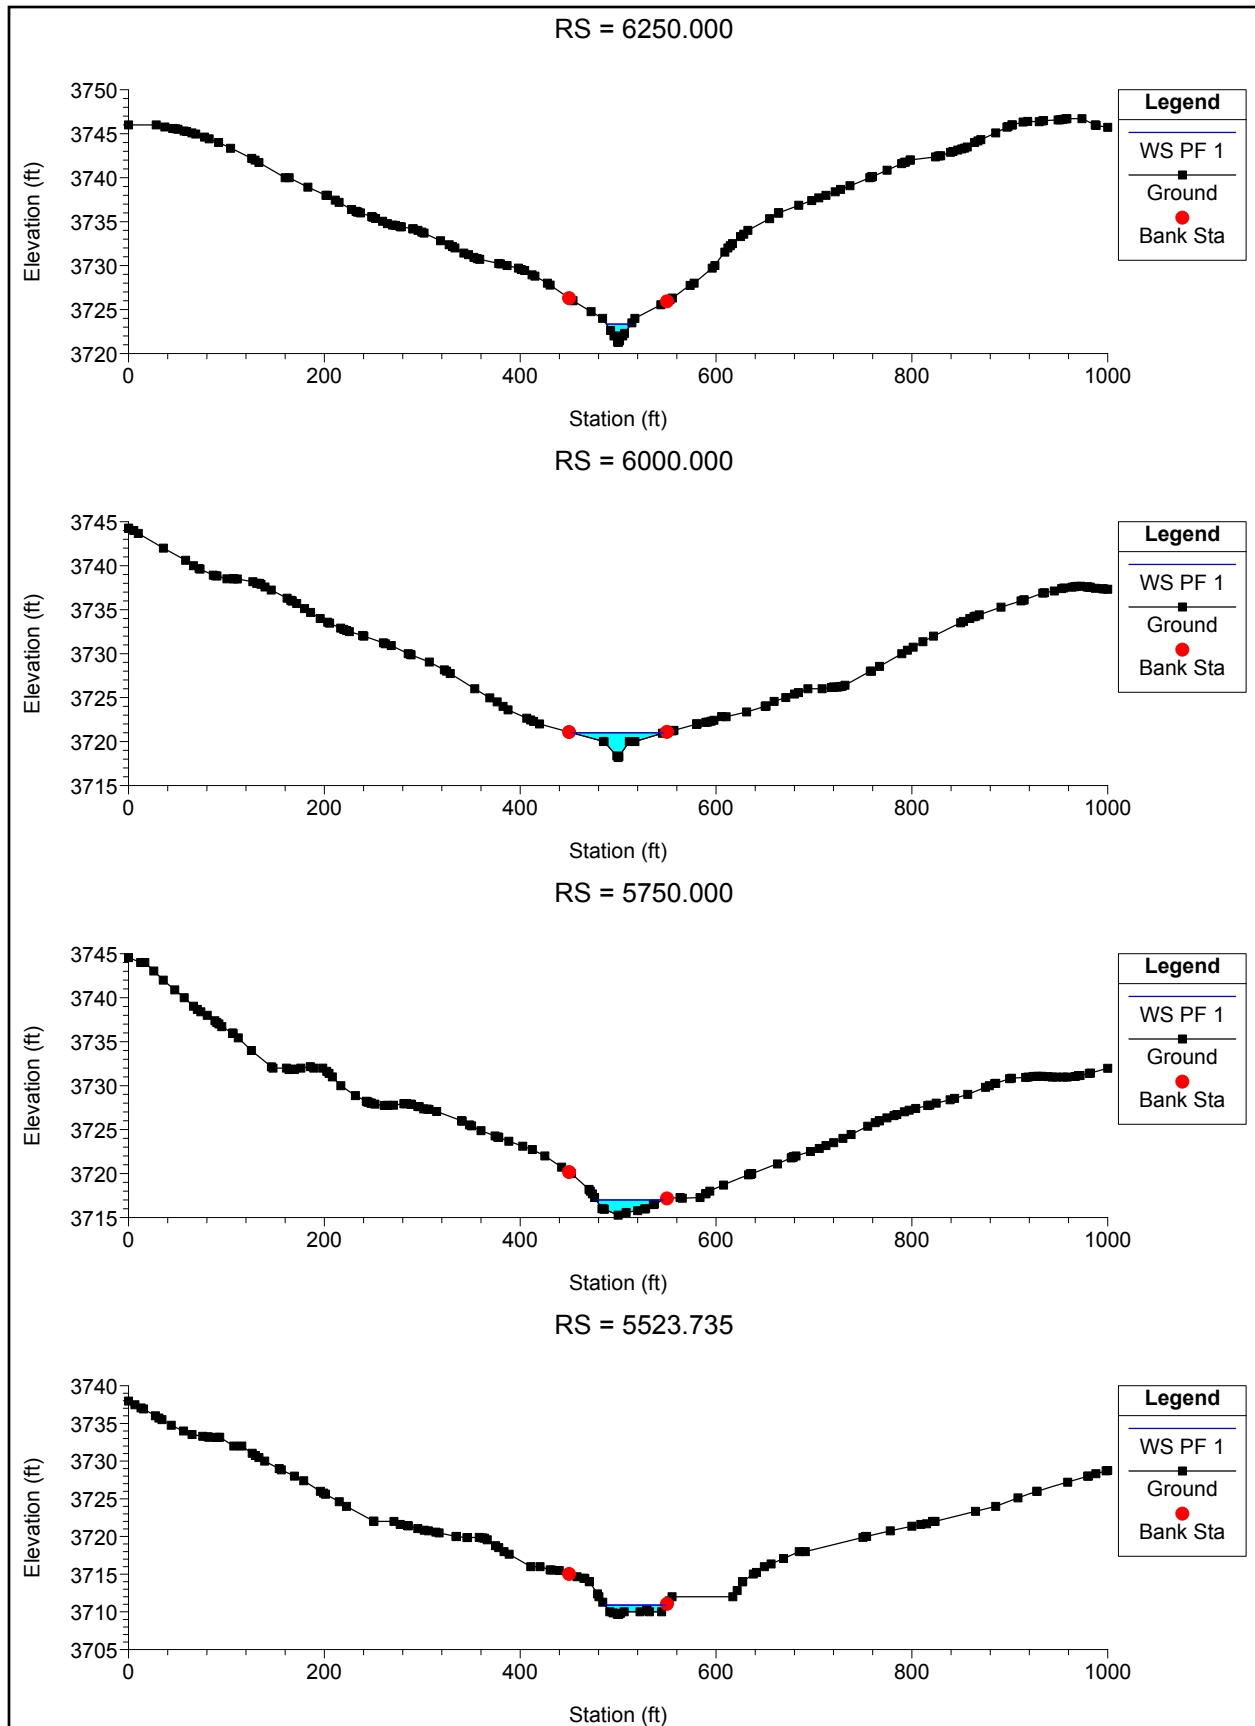 RS = 6250.000
3750
3745
3740
3735
3730
3725
3720
Elevation (ft)
0 200 400 600 800 1000
Station (ft)
Legend
WS PF 1
Ground
Bank Sta
RS = 6000.000
3745
3740
3735
3730
3725
3720
3715
Elevation (ft)
0 200 400 600 800 1000
Station (ft)
Legend
WS PF 1
Ground
Bank Sta
RS = 5750.000
3745
3740
3735
3730
3725
3720
3715
Elevation (ft)
0 200 400 600 800 1000
Station (ft)
Legend
WS PF 1
Ground
Bank Sta
RS = 5523.735
3740
3735
3730
3725
3720
3715
3710
3705
Elevation (ft)
0 200 400 600 800 1000
Station (ft)
Legend
WS PF 1
Ground
Bank Sta